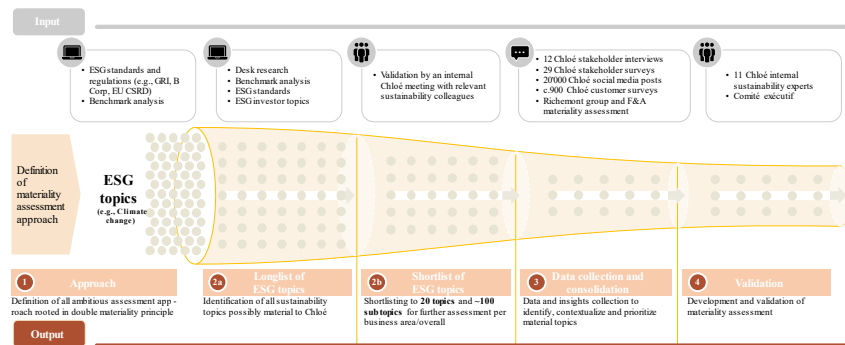 Input
• ESG standards and
regulations (e.g., GRI, B
Corp, EU CSRD)
• Benchmark analysis
• Desk research
• Benchmark analysis
• ESG standards
• ESG investor topics
• Validation by an internal
Chloé meeting with relevant
sustainability colleagues
• 12 Chloé stakeholder interviews
• 29 Chloé stakeholder surveys
• 20'000 Chloé social media posts
• c.900 Chloé customer surveys
• Richemont group and F&A
materiality assessment
• 11 Chloé internal
sustainability experts
• Comité exécutif
Definition
of
materiality
assessment
approach
ESG
topics
(e.g., Climate
change)
1 Approach
Definition of all ambitious assessment app -
roach rooted in double materiality principle
2a Longlist of
ESG topics
Identification of all sustainability
topics possibly material to Chloé
2b Shortlist of
ESG topics
Shortlisting to 20 topics and ~100
subtopics for further assessment per
business area/overall
3 Data collection and
consolidation
Data and insights collection to
identify, contextualize and prioritize
material topics
4 Validation
Development and validation of
materiality assessment
Output